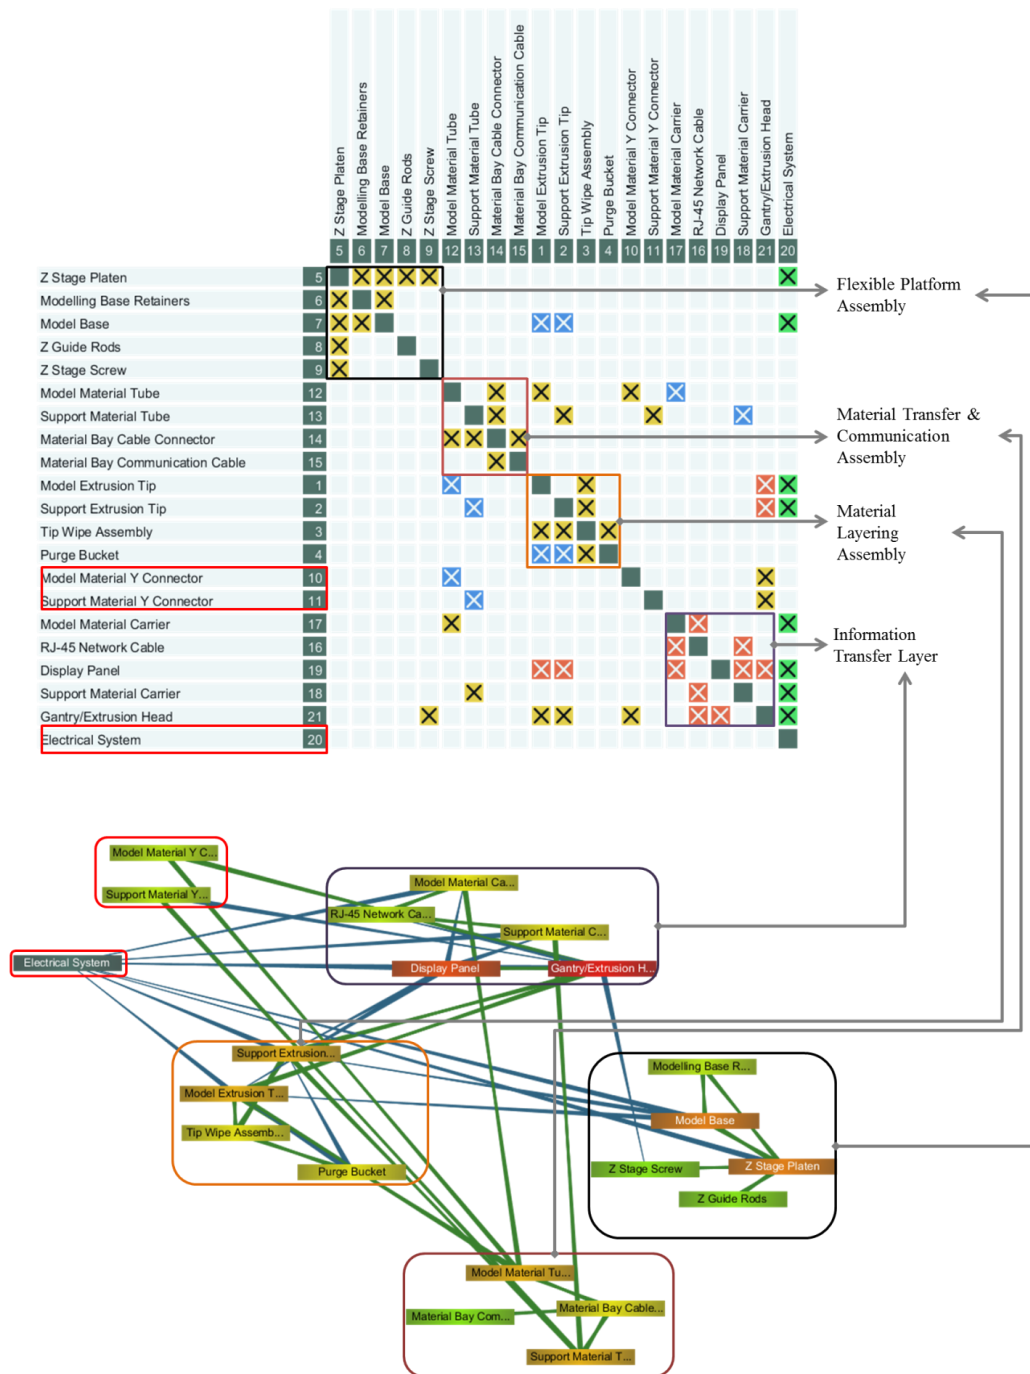 Z Stage Platen
Modelling Base Retainers
Model Base
Z Guide Rods
Z Stage Screw
Model Material Tube
Support Material Tube
Material Bay Cable Connector
Material Bay Communication Cable
Model Extrusion Tip
Support Extrusion Tip
Tip Wipe Assembly
Purge Bucket
Model Material Y Connector
Support Material Y Connector
Model Material Carrier
RJ-45 Network Cable
Display Panel
Support Material Carrier
Gantry/Extrusion Head
Electrical System
5 6 7 8 9 12 13 14 15 1 2 3 4 10 11 17 16 19 18 21 20
Z Stage Platen 5
Modelling Base Retainers 6
Model Base 7
Z Guide Rods 8
Z Stage Screw 9
Model Material Tube 12
Support Material Tube 13
Material Bay Cable Connector 14
Material Bay Communication Cable 15
Model Extrusion Tip 1
Support Extrusion Tip 2
Tip Wipe Assembly 3
Purge Bucket 4
Model Material Y Connector 10
Support Material Y Connector 11
Model Material Carrier 17
RJ-45 Network Cable 16
Display Panel 19
Support Material Carrier 18
Gantry/Extrusion Head 21
Electrical System 20
Flexible Platform
Assembly
Material Transfer &
Communication
Assembly
Material
Layering
Assembly
Information
Transfer Layer
Model Material Y C...
Support Material Y...
Electrical System
Model Material Ca...
RJ-45 Network Ca...
Support Material C...
Display Panel
Gantry/Extrusion H...
Support Extrusion...
Model Extrusion T...
Tip Wipe Assemb...
Purge Bucket
Modelling Base R...
Model Base
Z Stage Screw
Z Stage Platen
Z Guide Rods
Model Material Tu...
Material Bay Com...
Material Bay Cable...
Support Material T...